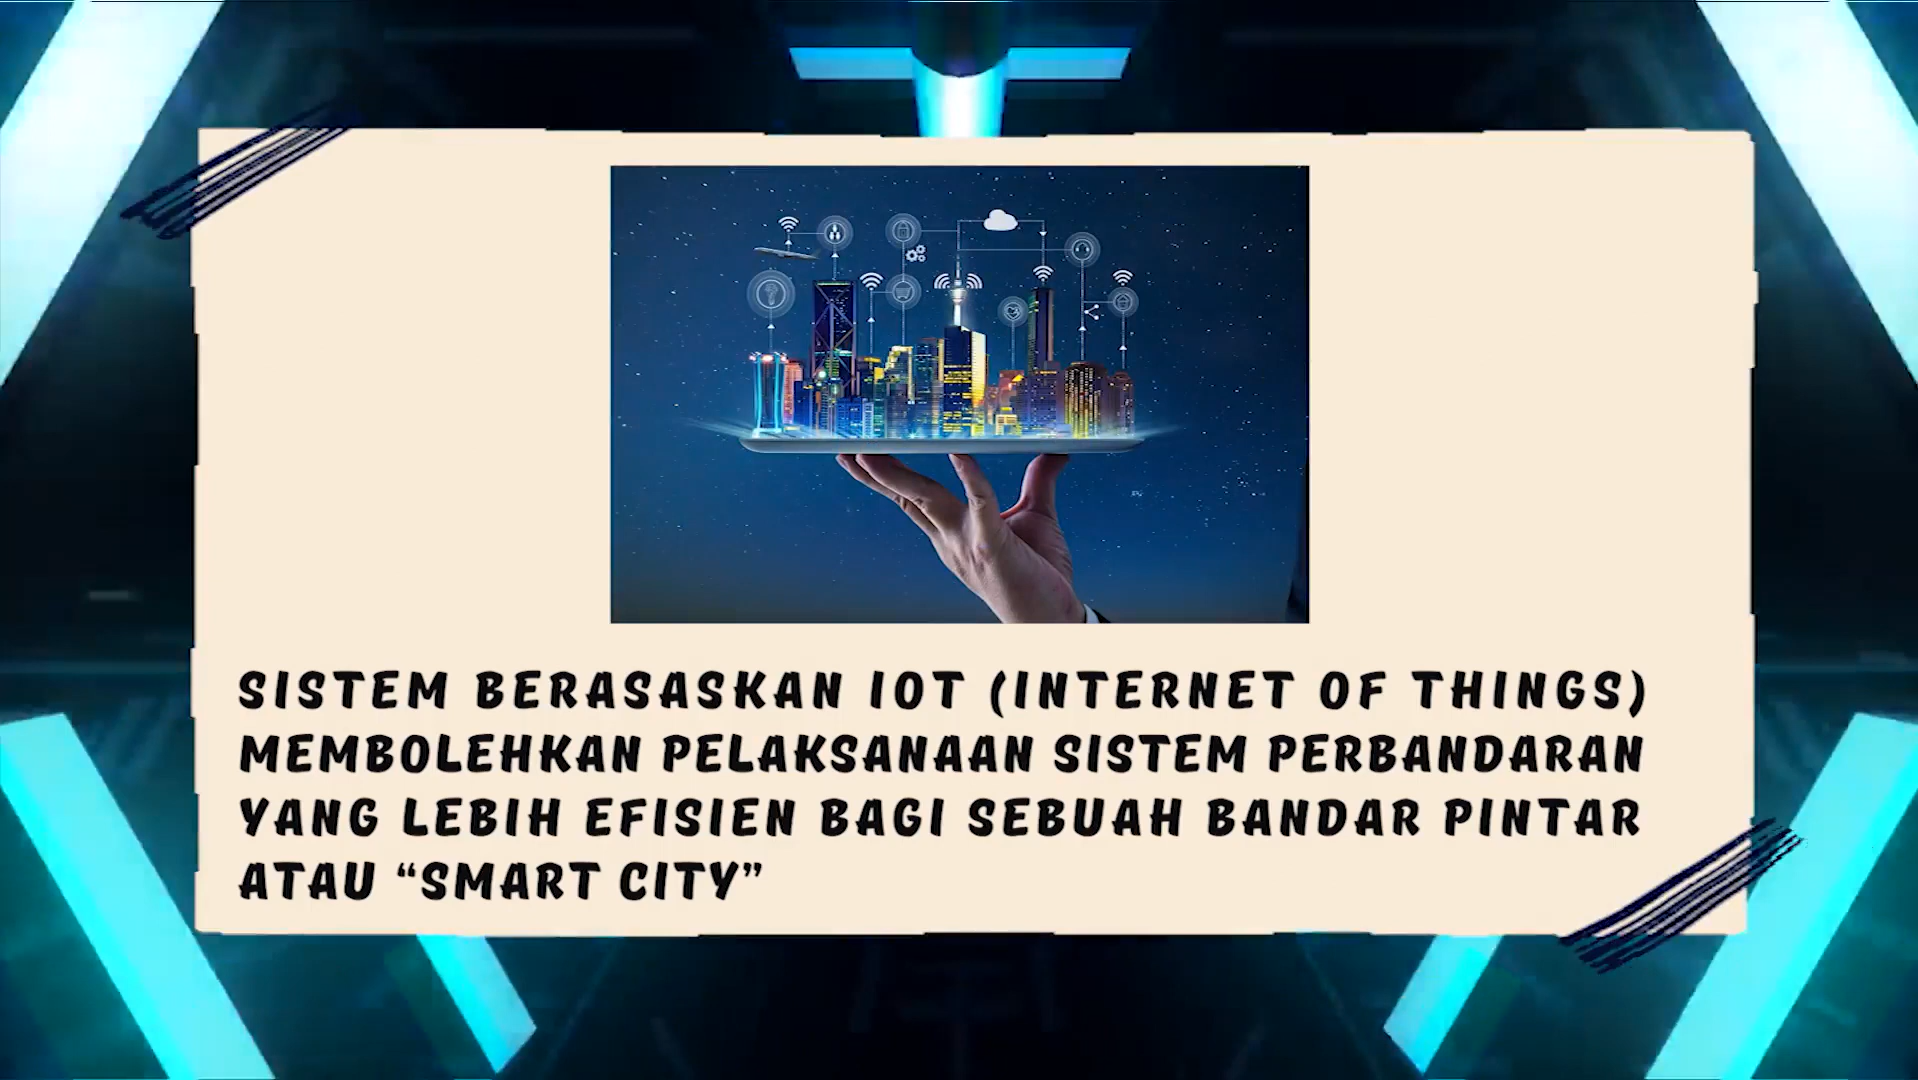 SISTEM BERASASKAN IOT (INTERNET OF THINGS)
MEMBOLEHKAN PELAKSANAAN SISTEM PERBANDARAN
YANG LEBIH EFISIEN BAGI SEBUAH BANDAR PINTAR
ATAU “SMART CITY”